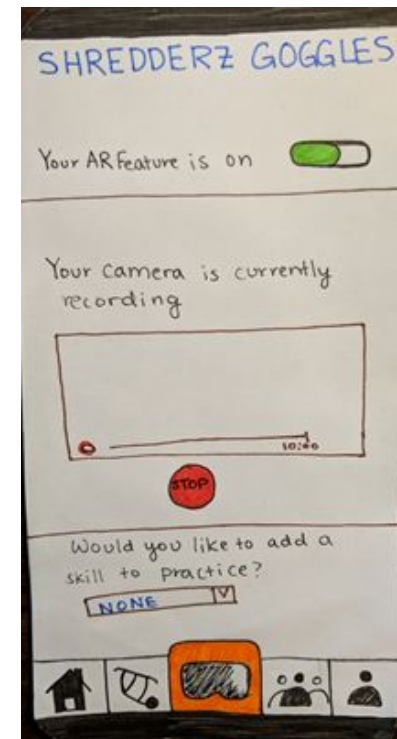 SHREDDERZ GOGGLES
Your AR Feature is on
Your camera is currently
recording
10:00
STOP
Would you like to add a
skill to practice?
NONE V